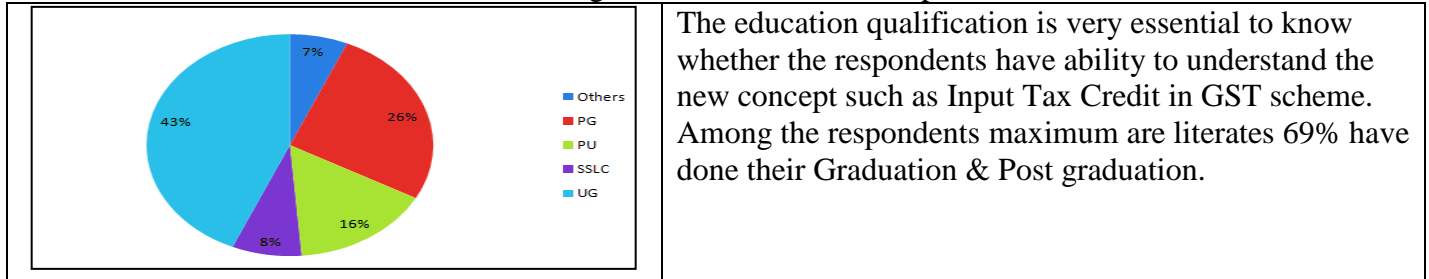 7%
26%
16%
8%
43%
Others
PG
PU
SSLC
UG
The education qualification is very essential to know
whether the respondents have ability to understand the
new concept such as Input Tax Credit in GST scheme.
Among the respondents maximum are literates 69% have
done their Graduation & Post graduation.